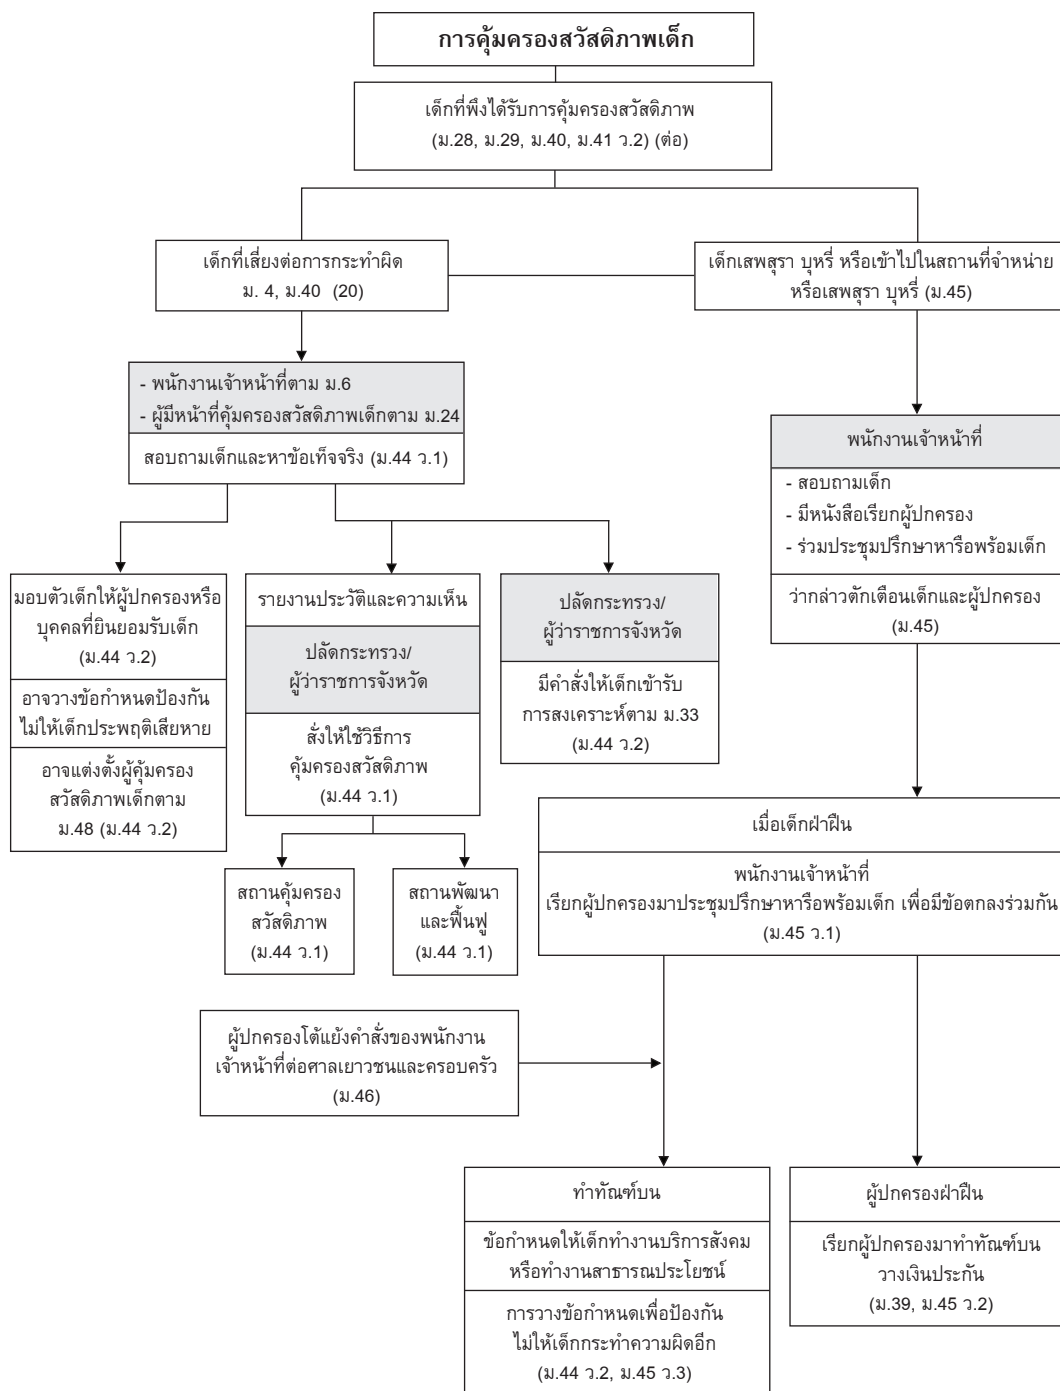 การคุ้มครองสวัสดิภาพเด็ก
เด็กที่พึงได้รับการคุ้มครองสวัสดิภาพ
(ม.28, ม.29, ม.40, ม.41 ว.2) (ต่อ)
เด็กที่เสี่ยงต่อการกระทำผิด
ม. 4, ม.40 (20)
เด็กเสพสุรา บุหรี่ หรือเข้าไปในสถานที่จำหน่าย
หรือเสพสุรา บุหรี่ (ม.45)
- พนักงานเจ้าหน้าที่ตาม ม.6
- ผู้มีหน้าที่คุ้มครองสวัสดิภาพเด็กตาม ม.24
สอบถามเด็กและหาข้อเท็จจริง (ม.44 ว.1)
พนักงานเจ้าหน้าที่
- สอบถามเด็ก
- มีหนังสือเรียกผู้ปกครอง
- ร่วมประชุมปรึกษาหารือพร้อมเด็ก
ว่ากล่าวตักเตือนเด็กและผู้ปกครอง
(ม.45)
มอบตัวเด็กให้ผู้ปกครองหรือ
บุคคลที่ยินยอมรับเด็ก
(ม.44 ว.2)
อาจวางข้อกำหนดป้องกัน
ไม่ให้เด็กประพฤติเสียหาย
อาจแต่งตั้งผู้คุ้มครอง
สวัสดิภาพเด็กตาม
ม.48 (ม.44 ว.2)
รายงานประวัติและความเห็น
ปลัดกระทรวง/
ผู้ว่าราชการจังหวัด
สั่งให้ใช้วิธีการ
คุ้มครองสวัสดิภาพ
(ม.44 ว.1)
ปลัดกระทรวง/
ผู้ว่าราชการจังหวัด
มีคำสั่งให้เด็กเข้ารับ
การสงเคราะห์ตาม ม.33
(ม.44 ว.2)
สถานคุ้มครอง
สวัสดิภาพ
(ม.44 ว.1)
สถานพัฒนา
และฟื้นฟู
(ม.44 ว.1)
เมื่อเด็กฝ่าฝืน
พนักงานเจ้าหน้าที่
เรียกผู้ปกครองมาประชุมปรึกษาหารือพร้อมเด็ก เพื่อมีข้อตกลงร่วมกัน
(ม.45 ว.1)
ผู้ปกครองโต้แย้งคำสั่งของพนักงาน
เจ้าหน้าที่ต่อศาลเยาวชนและครอบครัว
(ม.46)
ทำทัณฑ์บน
ข้อกำหนดให้เด็กทำงานบริการสังคม
หรือทำงานสาธารณประโยชน์
การวางข้อกำหนดเพื่อป้องกัน
ไม่ให้เด็กกระทำความผิดอีก
(ม.44 ว.2, ม.45 ว.3)
ผู้ปกครองฝ่าฝืน
เรียกผู้ปกครองมาทำทัณฑ์บน
วางเงินประกัน
(ม.39, ม.45 ว.2)